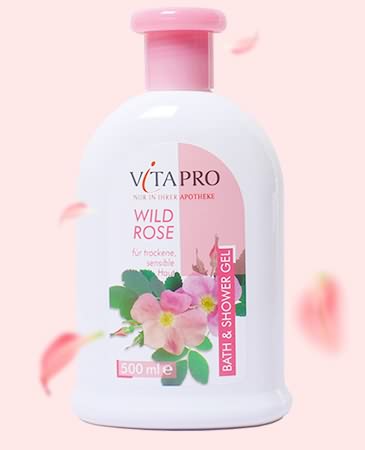 VITAPRO
NUR IN IHRER APOTHEKE
WILD
ROSE
für trockene,
sensible
Haut
BATH & SHOWER GEL
500 ml e